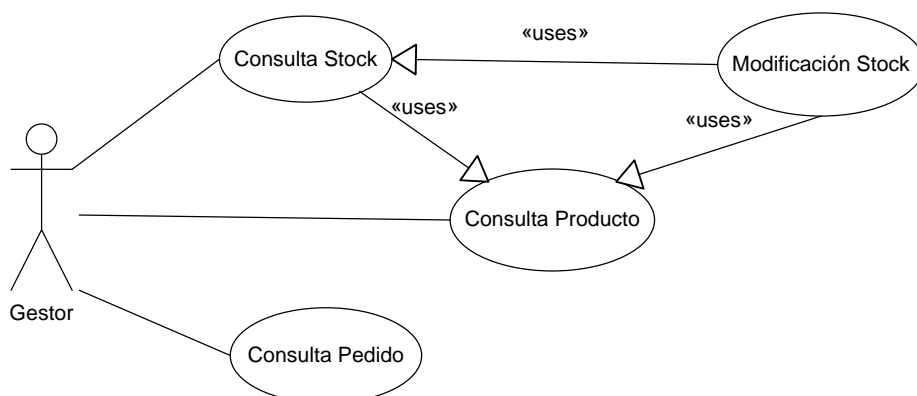 «uses»
Consulta Stock
Modificación Stock
«uses»
«uses»
Consulta Producto
Gestor
Consulta Pedido